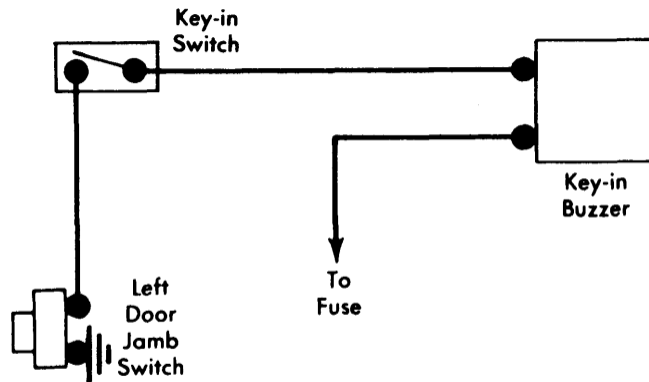 Key-in
Switch
Key-in
Buzzer
To
Fuse
Left
Door
Jamb
Switch